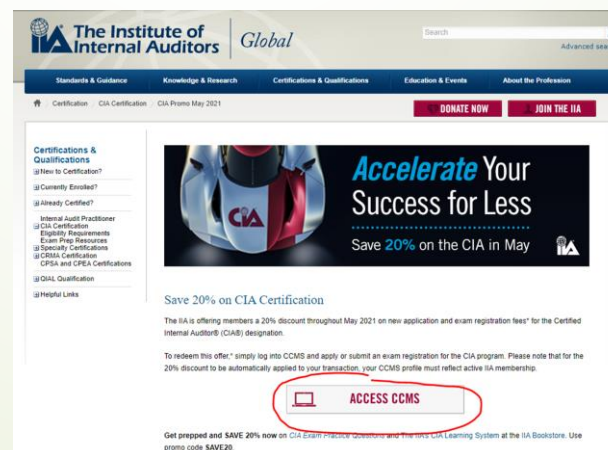 IIA
The Institute of
Internal Auditors
Global
Search
Advanced sea
Standards & Guidance
Knowledge & Research
Certifications & Qualifications
Education & Events
About the Profession
Certification
CIA Certification
CIA Promo May 2021
DONATE NOW
JOIN THE IIA
Certifications &
Qualifications
New to Certification?
Currently Enrolled?
Already Certified?
Internal Audit Practitioner
CIA Certification
Eligibility Requirements
Exam Prep Resources
Specialty Certifications
CRMA Certification
CPSA and CPEA Certifications
QIAL Qualification
Helpful Links
CIA
Accelerate Your
Success for Less
Save 20% on the CIA in May
IIA
Save 20% on CIA Certification
The IIA is offering members a 20% discount throughout May 2021 on new application and exam registration fees* for the Certified
Internal Auditor® (CIA®) designation.
To redeem this offer,* simply log into CCMS and apply or submit an exam registration for the CIA program. Please note that for the
20% discount to be automatically applied to your transaction, your CCMS profile must reflect active IIA membership.
ACCESS CCMS
Get prepped and SAVE 20% now on CIA Exam Practice Questions and The IIA's CIA Learning System at the IIA Bookstore. Use
promo code SAVE20.